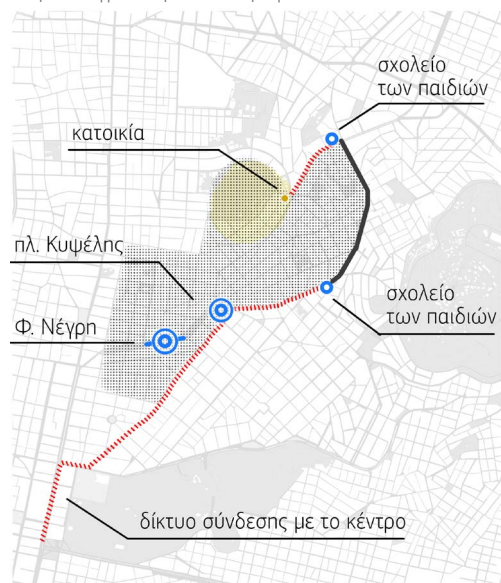 σχολείο
των παιδιών
κατοικία
πλ. Κυψέλης
Φ. Νέγρη
σχολείο
των παιδιών
δίκτυο σύνδεσης με το κέντρο